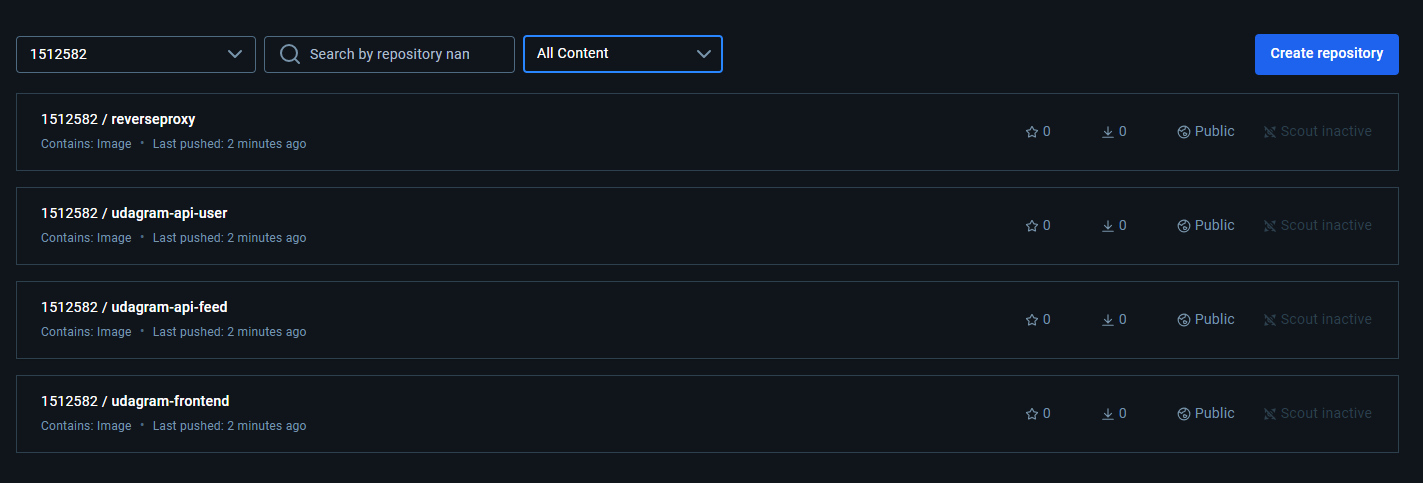 1512582
Search by repository nan
All Content
Create repository
1512582 / reverseproxy
Contains: Image • Last pushed: 2 minutes ago
0
0
Public
Scout inactive
1512582 / udagram-api-user
Contains: Image • Last pushed: 2 minutes ago
0
0
Public
Scout inactive
1512582 / udagram-api-feed
Contains: Image • Last pushed: 2 minutes ago
0
0
Public
Scout inactive
1512582 / udagram-frontend
Contains: Image • Last pushed: 2 minutes ago
0
0
Public
Scout inactive